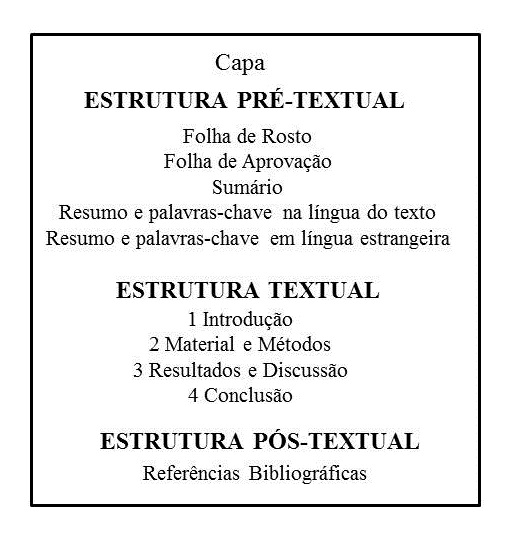 Capa
ESTRUTURA PRÉ-TEXTUAL
Folha de Rosto
Folha de Aprovação
Sumário
Resumo e palavras-chave na língua do texto
Resumo e palavras-chave em língua estrangeira
ESTRUTURA TEXTUAL
1 Introdução
2 Material e Métodos
3 Resultados e Discussão
4 Conclusão
ESTRUTURA PÓS-TEXTUAL
Referências Bibliográficas